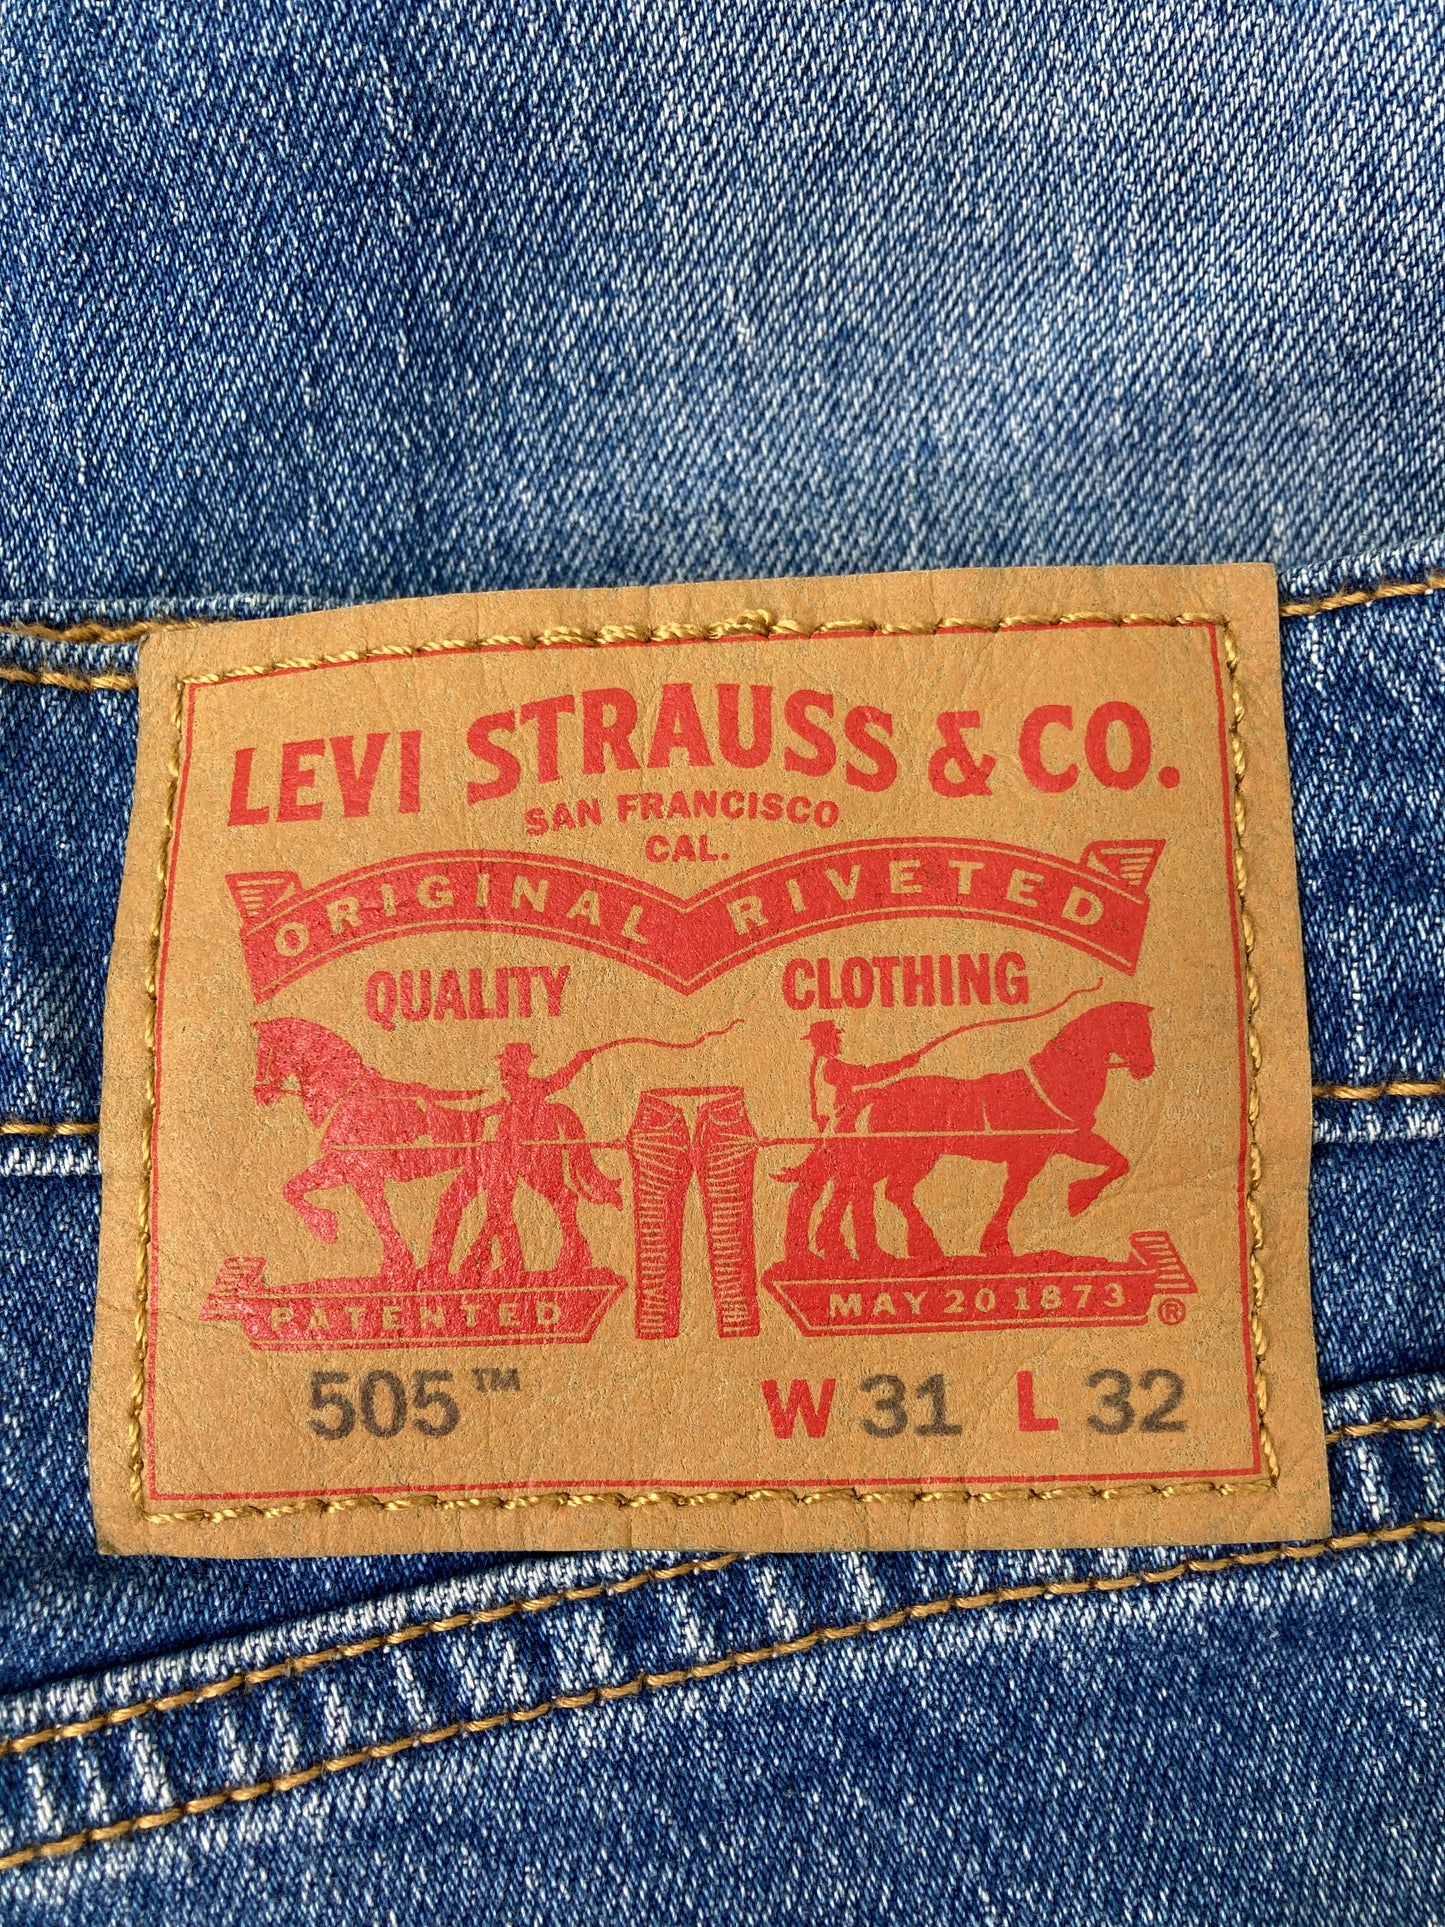 LEVI STRAUSS & CO.
SAN FRANCISCO
CAL.
ORIGINAL RIVETED
QUALITY CLOTHING
PATENTED MAY 20 1873 ®
505™ W 31 L 32